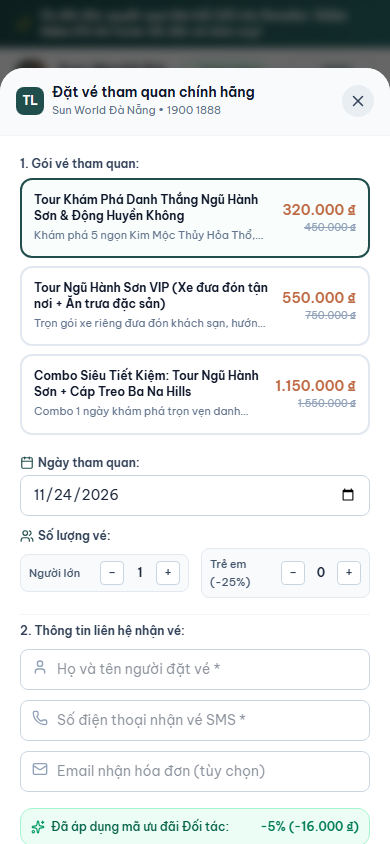 TL
Đặt vé tham quan chính hãng
Sun World Đà Nẵng • 1900 1888
1. Gói vé tham quan:
Tour Khám Phá Danh Thắng Ngũ Hành
Sơn & Động Huyền Không
320.000 ₫
450.000 ₫
Khám phá 5 ngọn Kim Mộc Thủy Hỏa Thổ,...
Tour Ngũ Hành Sơn VIP (Xe đưa đón tận
nơi + Ăn trưa đặc sản)
550.000 ₫
750.000 ₫
Trọn gói xe riêng đưa đón khách sạn, hướn...
Combo Siêu Tiết Kiệm: Tour Ngũ Hành
Sơn + Cáp Treo Ba Na Hills
1.150.000 ₫
1.550.000 ₫
Combo 1 ngày khám phá trọn vẹn danh...
Ngày tham quan:
11/24/2026
Số lượng vé:
Người lớn
− 1 +
Trẻ em
(-25%)
− 0 +
2. Thông tin liên hệ nhận vé:
Họ và tên người đặt vé *
Số điện thoại nhận vé SMS *
Email nhận hóa đơn (tùy chọn)
Đã áp dụng mã ưu đãi Đối tác: -5% (-16.000 ₫)